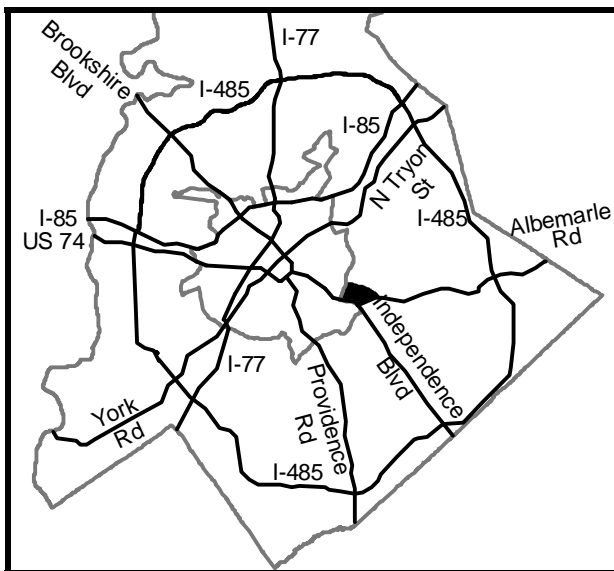 I-77
Brookshire
Blvd
I-485
I-85
N Tryon
St
I-485
Albemarle
Rd
I-85
US 74
Independence
Blvd
I-77
Providence
Rd
York
Rd
I-485